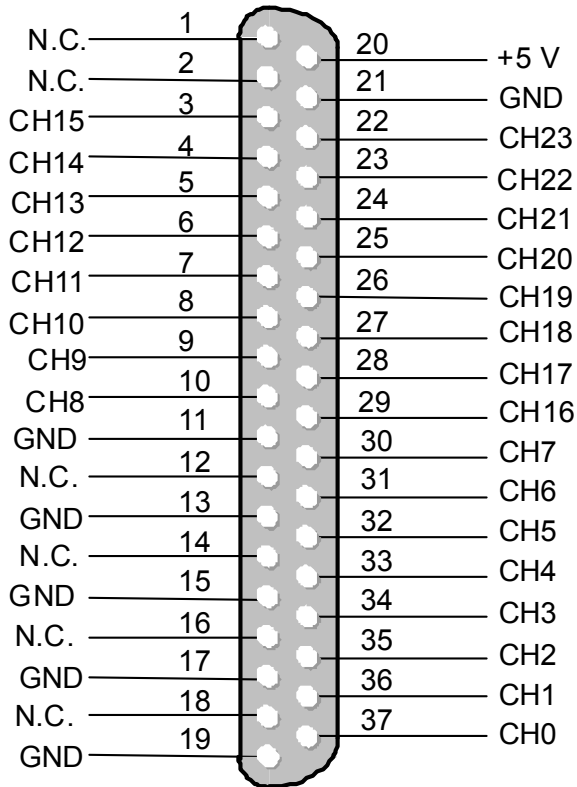 N.C. 1
N.C. 2
CH15 3
CH14 4
CH13 5
CH12 6
CH11 7
CH10 8
CH9 9
CH8 10
GND 11
N.C. 12
GND 13
N.C. 14
GND 15
N.C. 16
GND 17
N.C. 18
GND 19
20 +5 V
21 GND
22 CH23
23 CH22
24 CH21
25 CH20
26 CH19
27 CH18
28 CH17
29 CH16
30 CH7
31 CH6
32 CH5
33 CH4
34 CH3
35 CH2
36 CH1
37 CH0